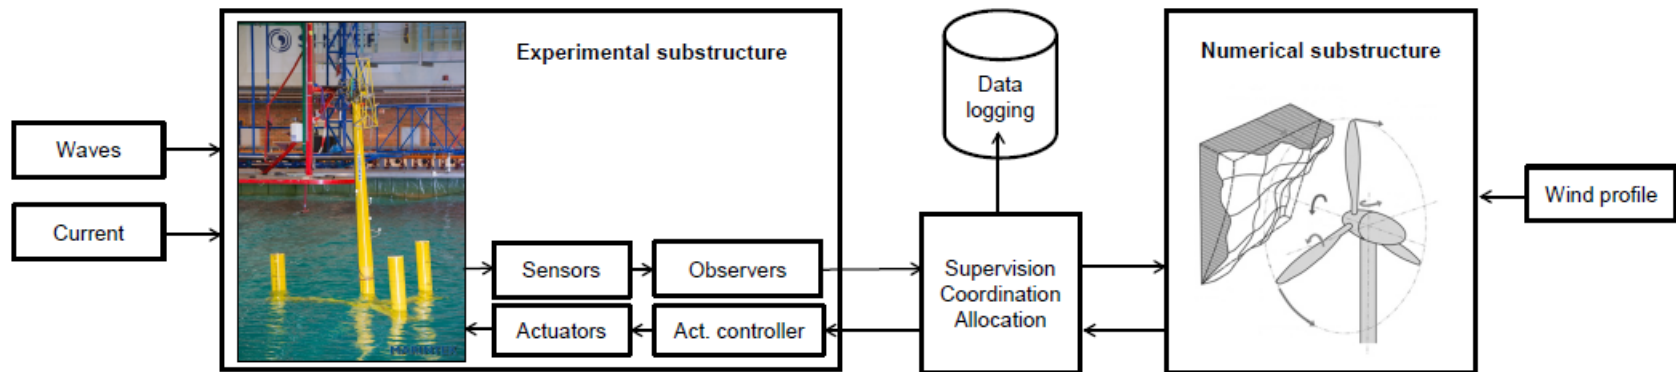 Waves
Current
Experimental substructure
Sensors
Observers
Actuators
Act. controller
Data
logging
Supervision
Coordination
Allocation
Numerical substructure
Wind profile